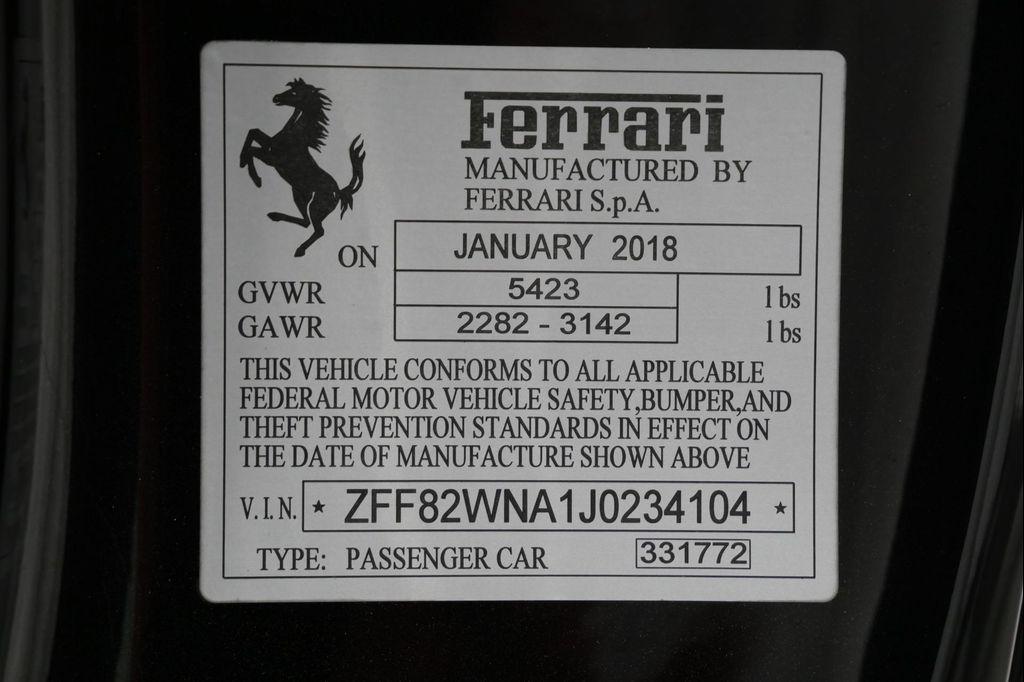 Ferrari
MANUFACTURED BY
FERRARI S.p.A.
ON JANUARY 2018
GVWR 5423 lbs
GAWR 2282 - 3142 lbs
THIS VEHICLE CONFORMS TO ALL APPLICABLE
FEDERAL MOTOR VEHICLE SAFETY,BUMPER,AND
THEFT PREVENTION STANDARDS IN EFFECT ON
THE DATE OF MANUFACTURE SHOWN ABOVE
V.I.N. ★ ZFF82WNA1J0234104 ★
TYPE: PASSENGER CAR 331772